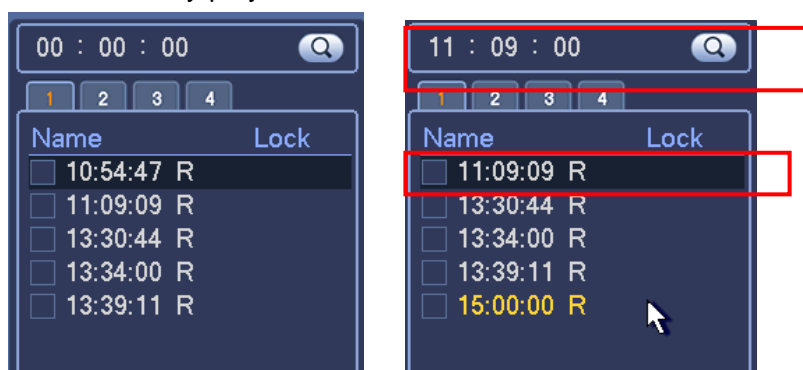 00 : 00 : 00
1 2 3 4
Name Lock
10:54:47 R
11:09:09 R
13:30:44 R
13:34:00 R
13:39:11 R
11 : 09 : 00
1 2 3 4
Name Lock
11:09:09 R
13:30:44 R
13:34:00 R
13:39:11 R
15:00:00 R